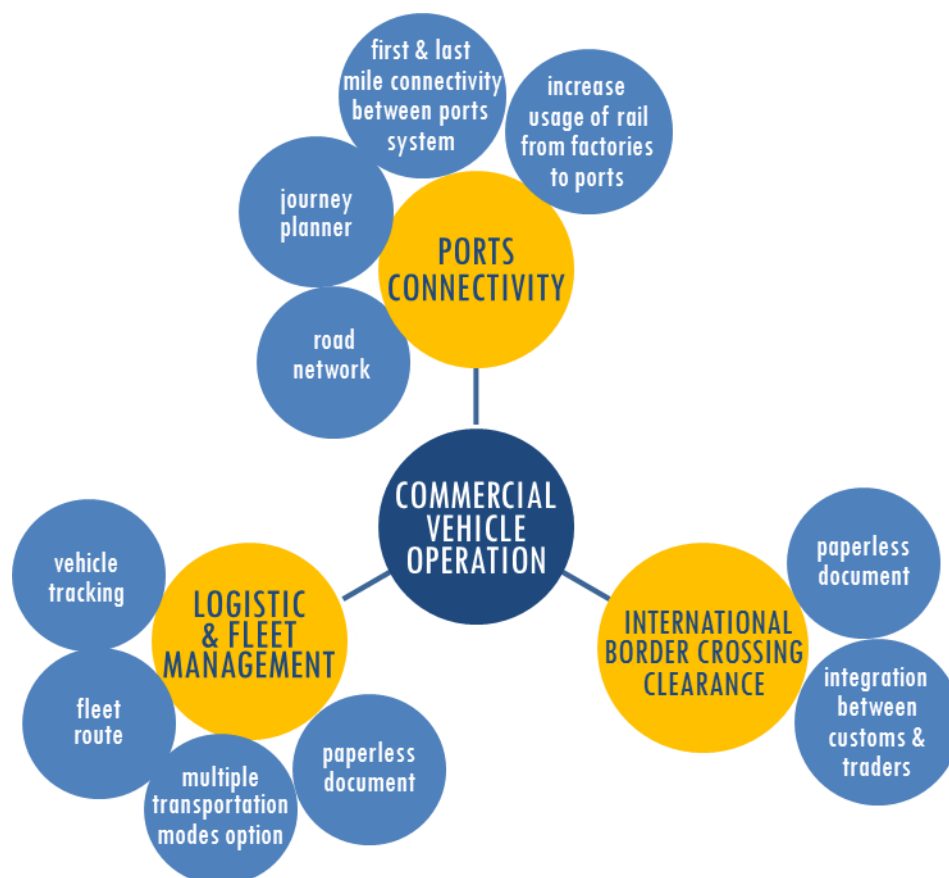 first & last
mile connectivity
between ports
system
increase
usage of rail
from factories
to ports
journey
planner
PORTS
CONNECTIVITY
road
network
COMMERCIAL
VEHICLE
OPERATION
vehicle
tracking
LOGISTIC
& FLEET
MANAGEMENT
fleet
route
multiple
transportation
modes option
paperless
document
INTERNATIONAL
BORDER CROSSING
CLEARANCE
paperless
document
integration
between
customs &
traders